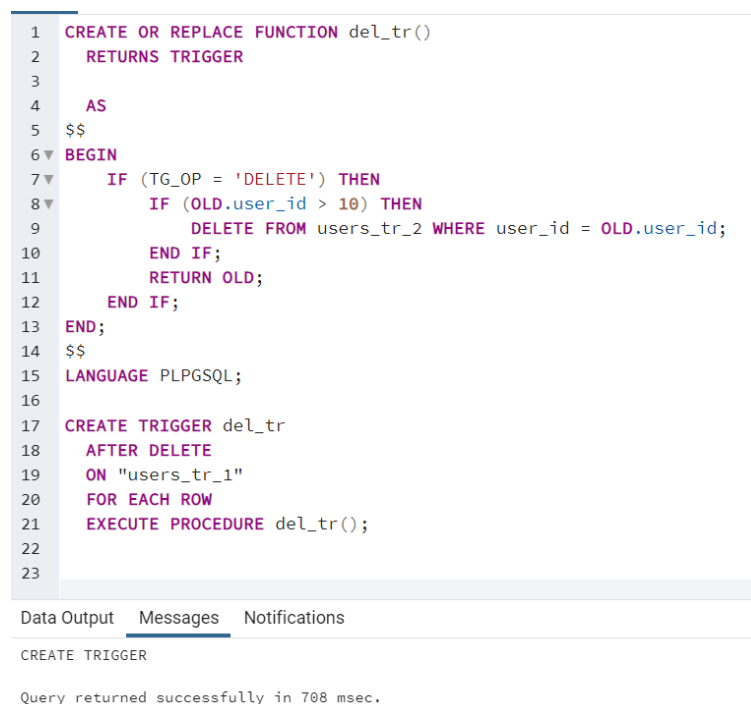 1 CREATE OR REPLACE FUNCTION del_tr()
2 RETURNS TRIGGER
3
4 AS
5 $$
6 BEGIN
7 IF (TG_OP = 'DELETE') THEN
8 IF (OLD.user_id > 10) THEN
9 DELETE FROM users_tr_2 WHERE user_id = OLD.user_id;
10 END IF;
11 RETURN OLD;
12 END IF;
13 END;
14 $$
15 LANGUAGE PLPGSQL;
16
17 CREATE TRIGGER del_tr
18 AFTER DELETE
19 ON "users_tr_1"
20 FOR EACH ROW
21 EXECUTE PROCEDURE del_tr();
22
23
Data Output Messages Notifications
CREATE TRIGGER
Query returned successfully in 708 msec.